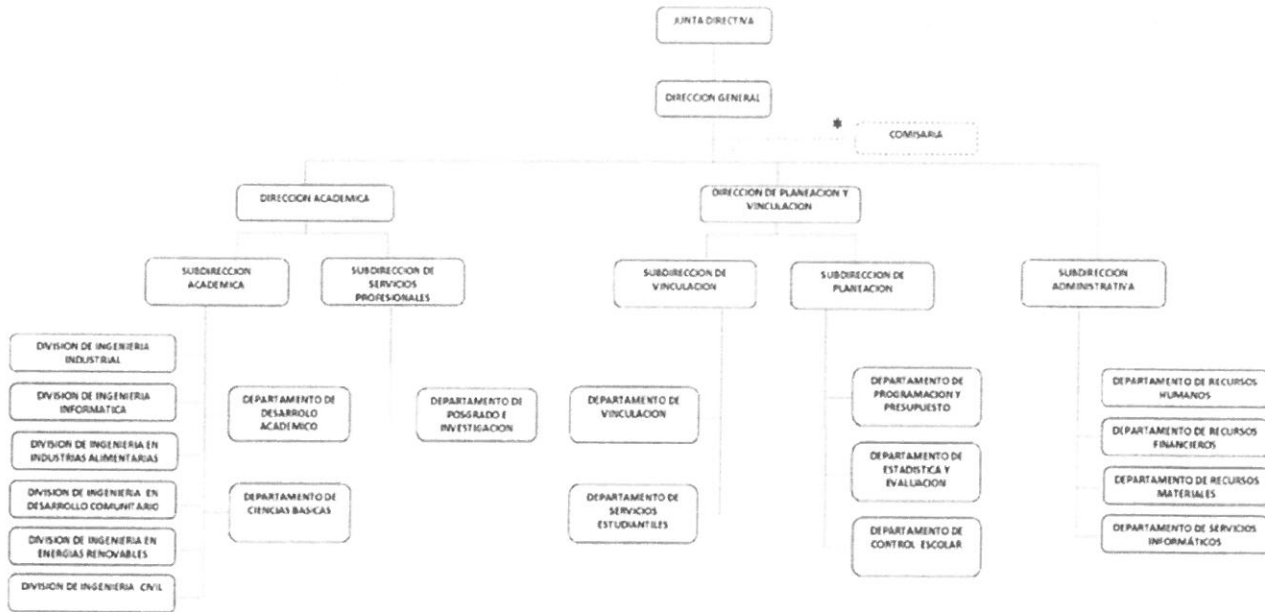 JUNTA DIRECTIVA
DIRECCION GENERAL
*
COMISARIA
DIRECCION ACADEMICA
DIRECCION DE PLANEACION Y
VINCULACION
SUBDIRECCION
ACADEMICA
SUBDIRECCION DE
SERVICIOS
PROFESIONALES
SUBDIRECCION DE
VINCULACION
SUBDIRECCION DE
PLANEACION
SUBDIRECCION
ADMINISTRATIVA
DIVISION DE INGENIERIA
INDUSTRIAL
DIVISION DE INGENIERIA
INFORMATICA
DIVISION DE INGENIERIA EN
INDUSTRIAS ALIMENTARIAS
DIVISION DE INGENIERIA EN
DESARROLLO COMUNITARIO
DIVISION DE INGENIERIA EN
ENERGIAS RENOVABLES
DIVISION DE INGENIERIA CIVIL
DEPARTAMENTO DE
DESARROLO
ACADEMICO
DEPARTAMENTO DE
CIENCIAS BASICAS
DEPARTAMENTO DE
POSGRADO E
INVESTIGACION
DEPARTAMENTO DE
VINCULACION
DEPARTAMENTO DE
SERVICIOS
ESTUDIANTILES
DEPARTAMENTO DE
PROGRAMACION Y
PRESUPUESTO
DEPARTAMENTO DE
ESTADISTICA Y
EVALUACION
DEPARTAMENTO DE
CONTROL ESCOLAR
DEPARTAMENTO DE RECURSOS
HUMANOS
DEPARTAMENTO DE RECURSOS
FINANCIEROS
DEPARTAMENTO DE RECURSOS
MATERIALES
DEPARTAMENTO DE SERVICIOS
INFORMÁTICOS